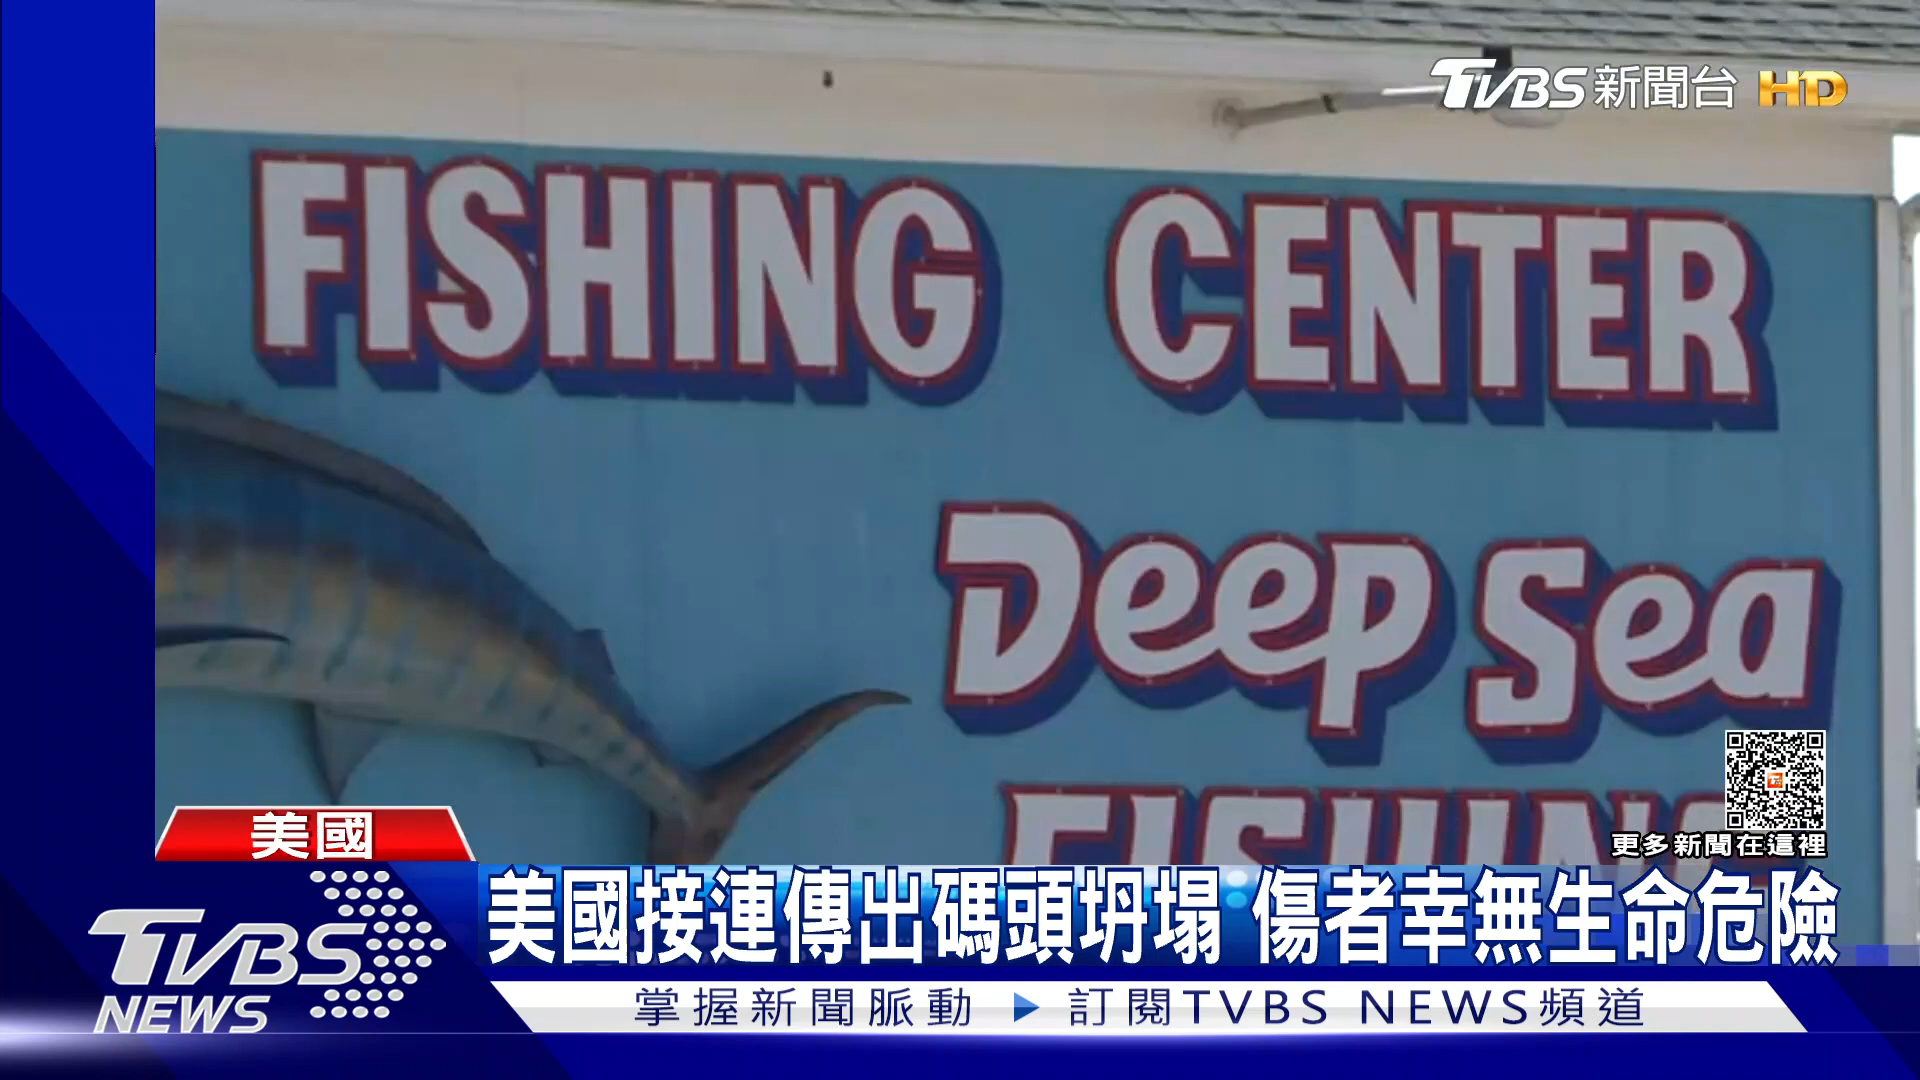 TVBS新聞台 HD
FISHING CENTER
Deep Sea
FISHING
更多新聞在這裡
美國
美國接連傳出碼頭坍塌 傷者幸無生命危險
TVBS
NEWS
掌握新聞脈動 ▶ 訂閱TVBS NEWS頻道